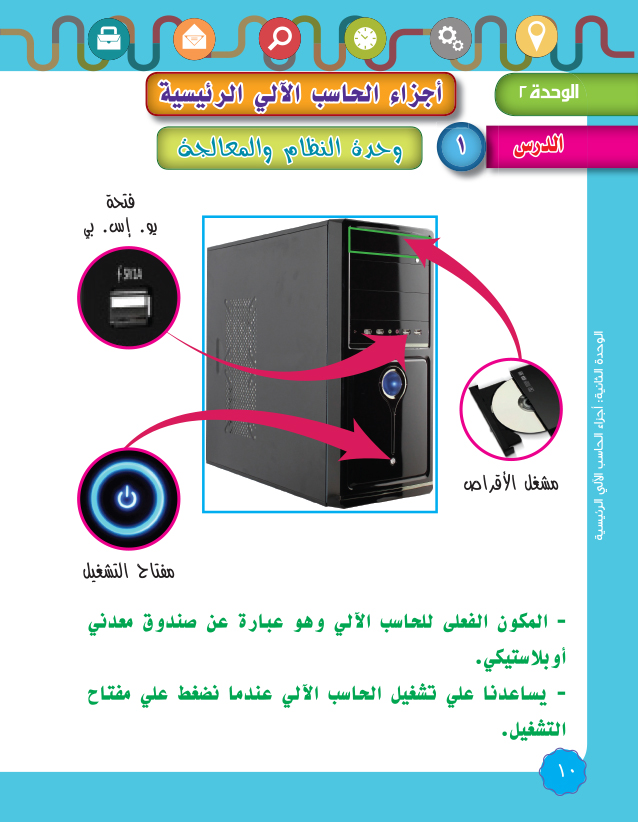 الوحدة ٢
أجزاء الحاسب الآلي الرئيسية
الدرس ١
وحدة النظام والمعالجة
فتحة
يو. إس. بي
مشغل الأقراص
مفتاح التشغيل
- المكون الفعلى للحاسب الآلي وهو عبارة عن صندوق معدني
أوبلاستيكي.
- يساعدنا علي تشغيل الحاسب الآلي عندما نضغط علي مفتاح
التشغيل.
الوحدة الثانية: أجزاء الحاسب الآلي الرئيسية
١٠